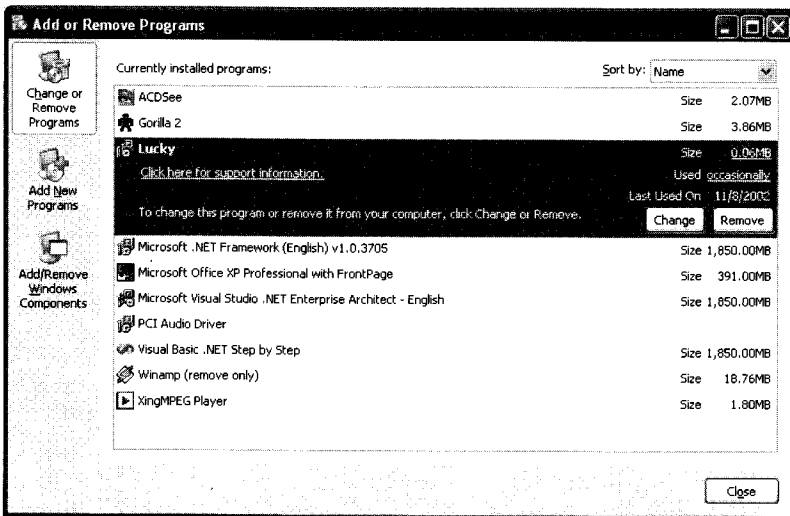 Add or Remove Programs
Change or
Remove
Programs
Add New
Programs
Add/Remove
Windows
Components
Currently installed programs:
Sort by: Name
ACDSee Size 2.07MB
Gorilla 2 Size 3.86MB
Lucky Size 0.06MB
Click here for support information. Used occasionally
Last Used On 11/8/2002
To change this program or remove it from your computer, click Change or Remove. Change Remove
Microsoft .NET Framework (English) v1.0.3705 Size 1,850.00MB
Microsoft Office XP Professional with FrontPage Size 391.00MB
Microsoft Visual Studio .NET Enterprise Architect - English Size 1,850.00MB
PCI Audio Driver
Visual Basic .NET Step by Step Size 1,850.00MB
Winamp (remove only) Size 18.76MB
XingMPEG Player Size 1.80MB
Close